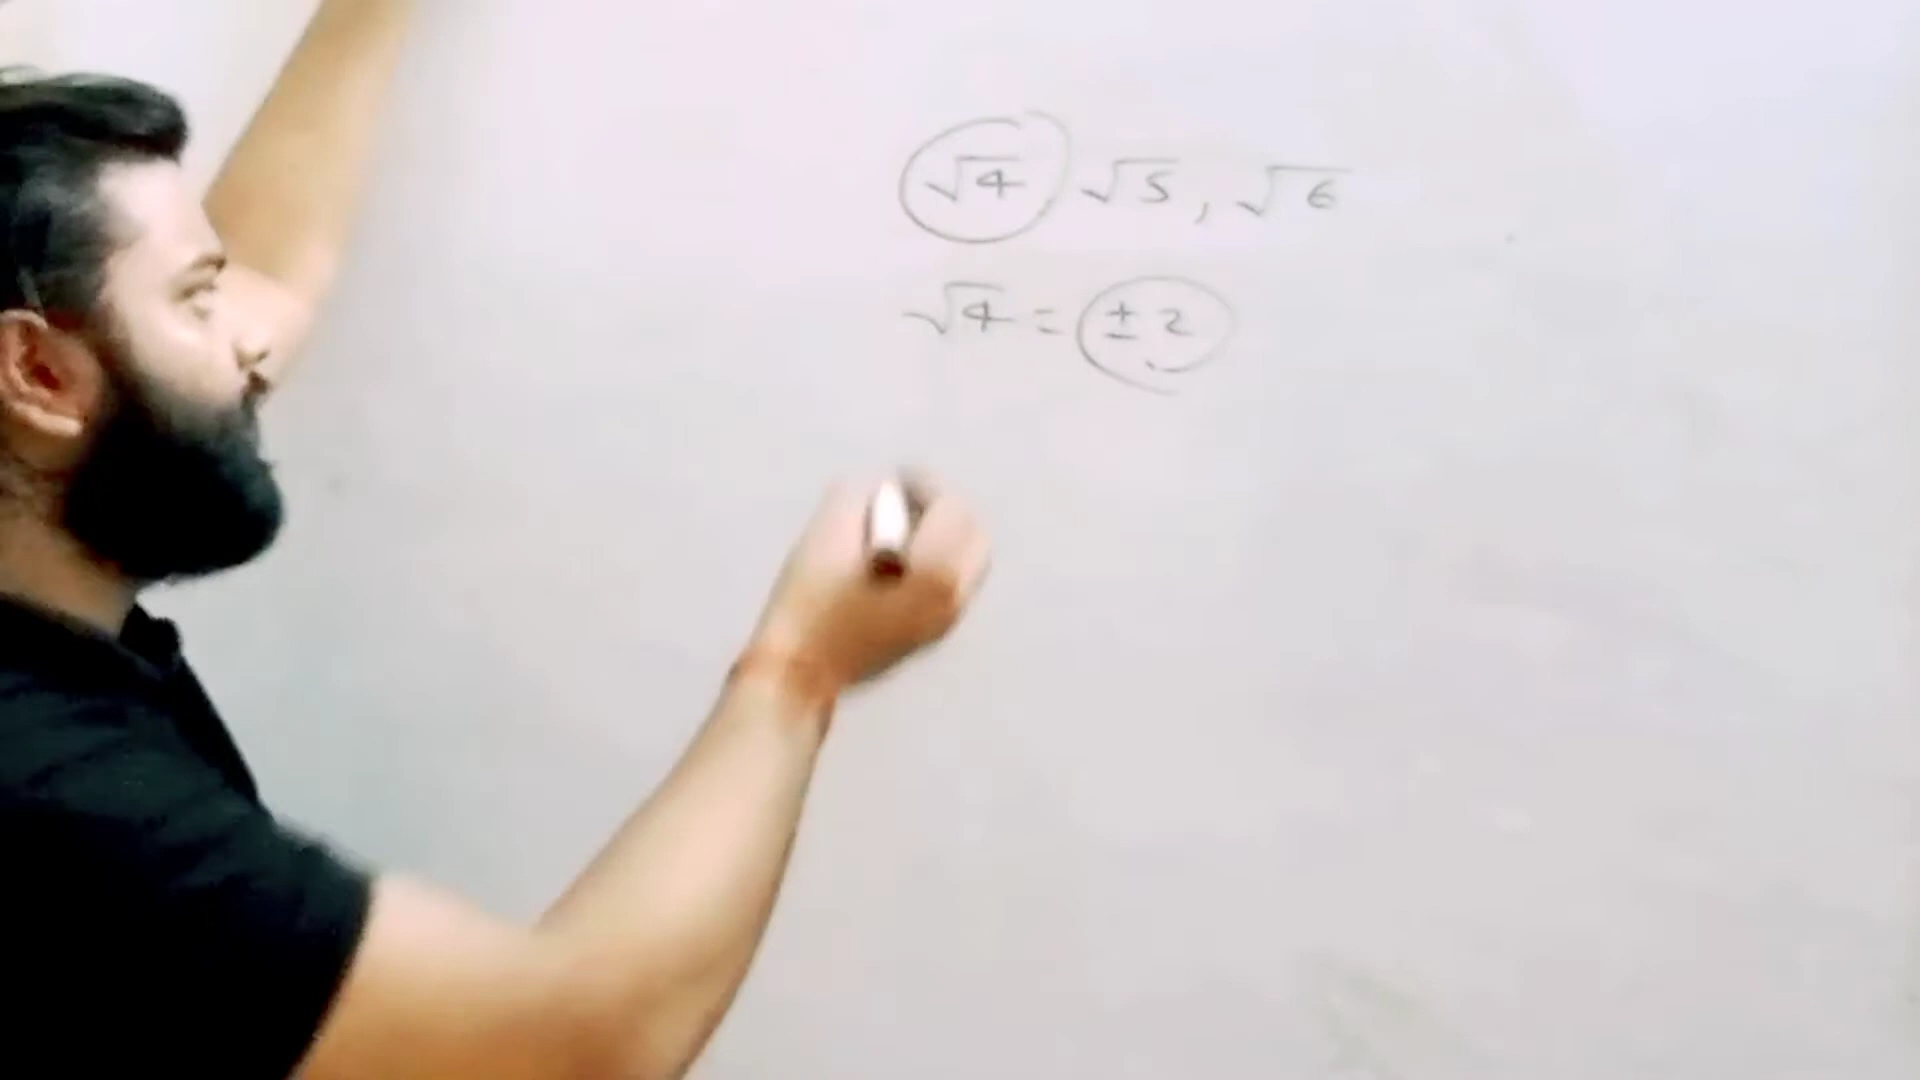 √4 √5, √6
√4 = ±2